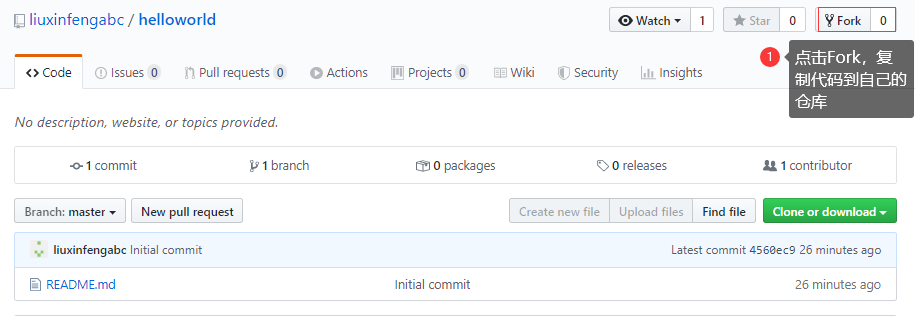 liuxinfengabc / helloworld
Watch 1 Star 0 Fork 0
Code Issues 0 Pull requests 0 Actions Projects 0 Wiki Security Insights
1
点击Fork，复
制代码到自己的
仓库
No description, website, or topics provided.
1 commit 1 branch 0 packages 0 releases 1 contributor
Branch: master New pull request Create new file Upload files Find file Clone or download
liuxinfengabc Initial commit Latest commit 4560ec9 26 minutes ago
README.md Initial commit 26 minutes ago